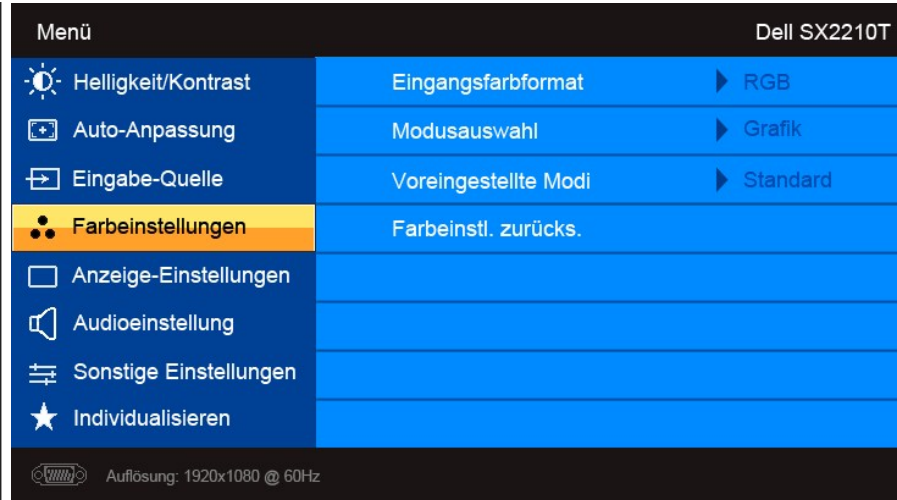 Menü Dell SX2210T
Helligkeit/Kontrast
Auto-Anpassung
Eingabe-Quelle
Farbeinstellungen
Anzeige-Einstellungen
Audioeinstellung
Sonstige Einstellungen
Individualisieren
Eingangsfarbformat RGB
Modusauswahl Grafik
Voreingestellte Modi Standard
Farbeinstl. zurücks.
Auflösung: 1920x1080 @ 60Hz